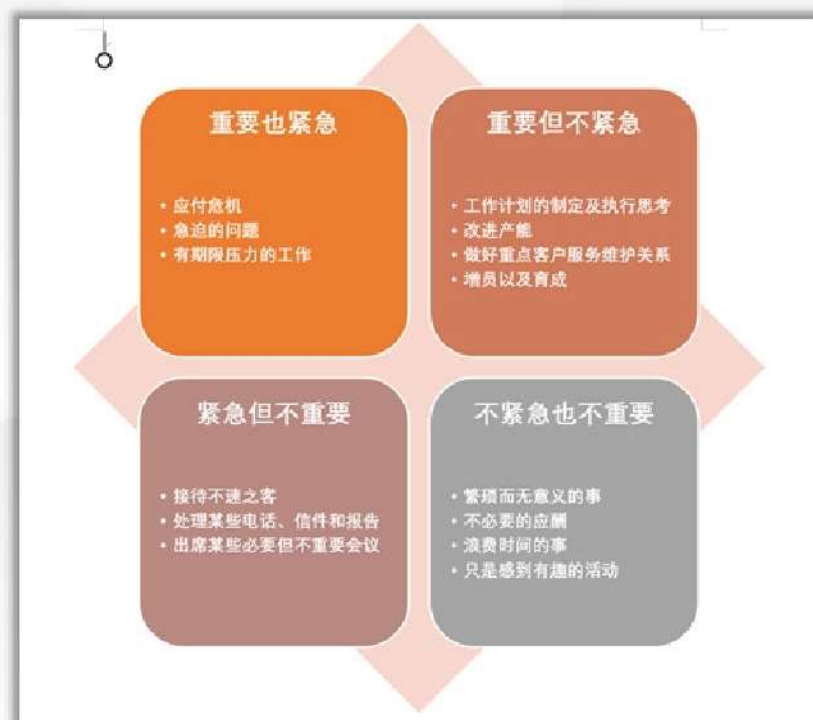 重要也紧急
• 应付危机
• 急迫的问题
• 有期限压力的工作
重要但不紧急
• 工作计划的制定及执行思考
• 改进产能
• 做好重点客户服务维护关系
• 增员以及育成
紧急但不重要
• 接待不速之客
• 处理某些电话、信件和报告
• 出席某些必要但不重要会议
不紧急也不重要
• 繁琐而无意义的事
• 不必要的应酬
• 浪费时间的事
• 只是感到有趣的活动